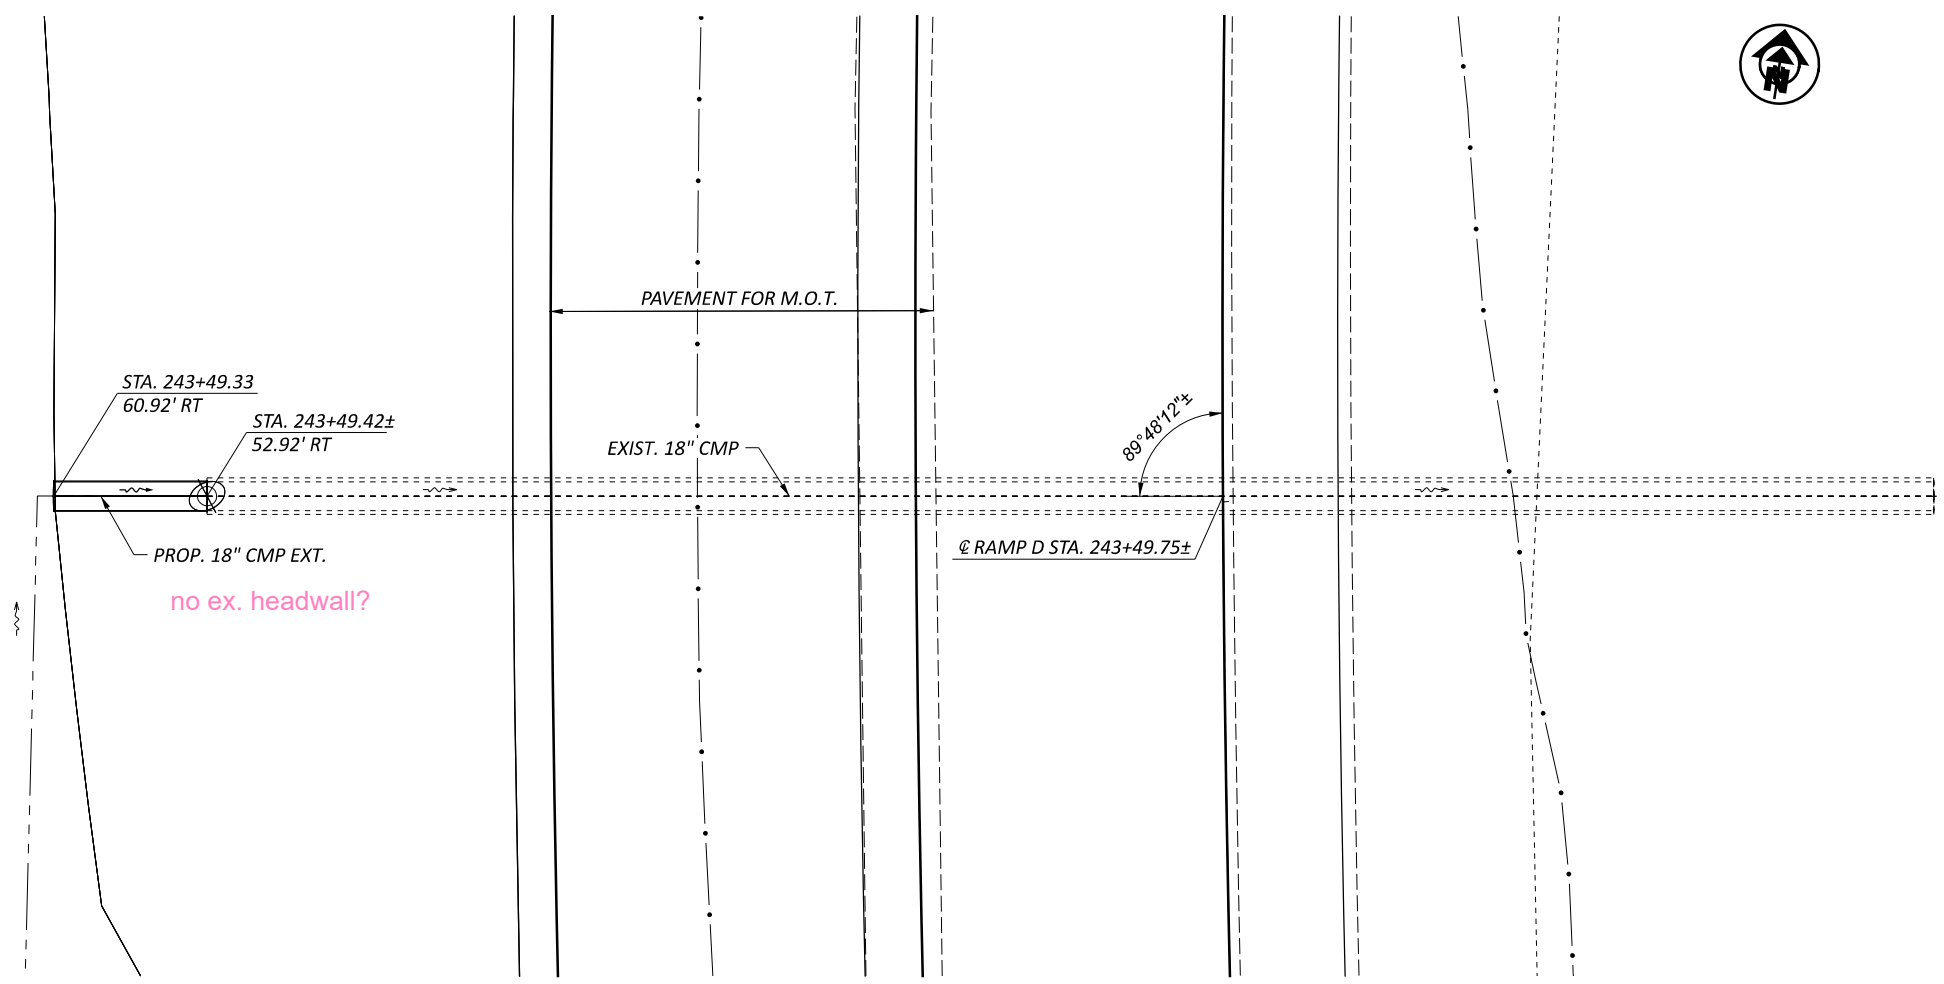 N
PAVEMENT FOR M.O.T.
STA. 243+49.33
60.92' RT
STA. 243+49.42±
52.92' RT
EXIST. 18" CMP
89°48'12"±
PROP. 18" CMP EXT.
℄ RAMP D STA. 243+49.75±
no ex. headwall?